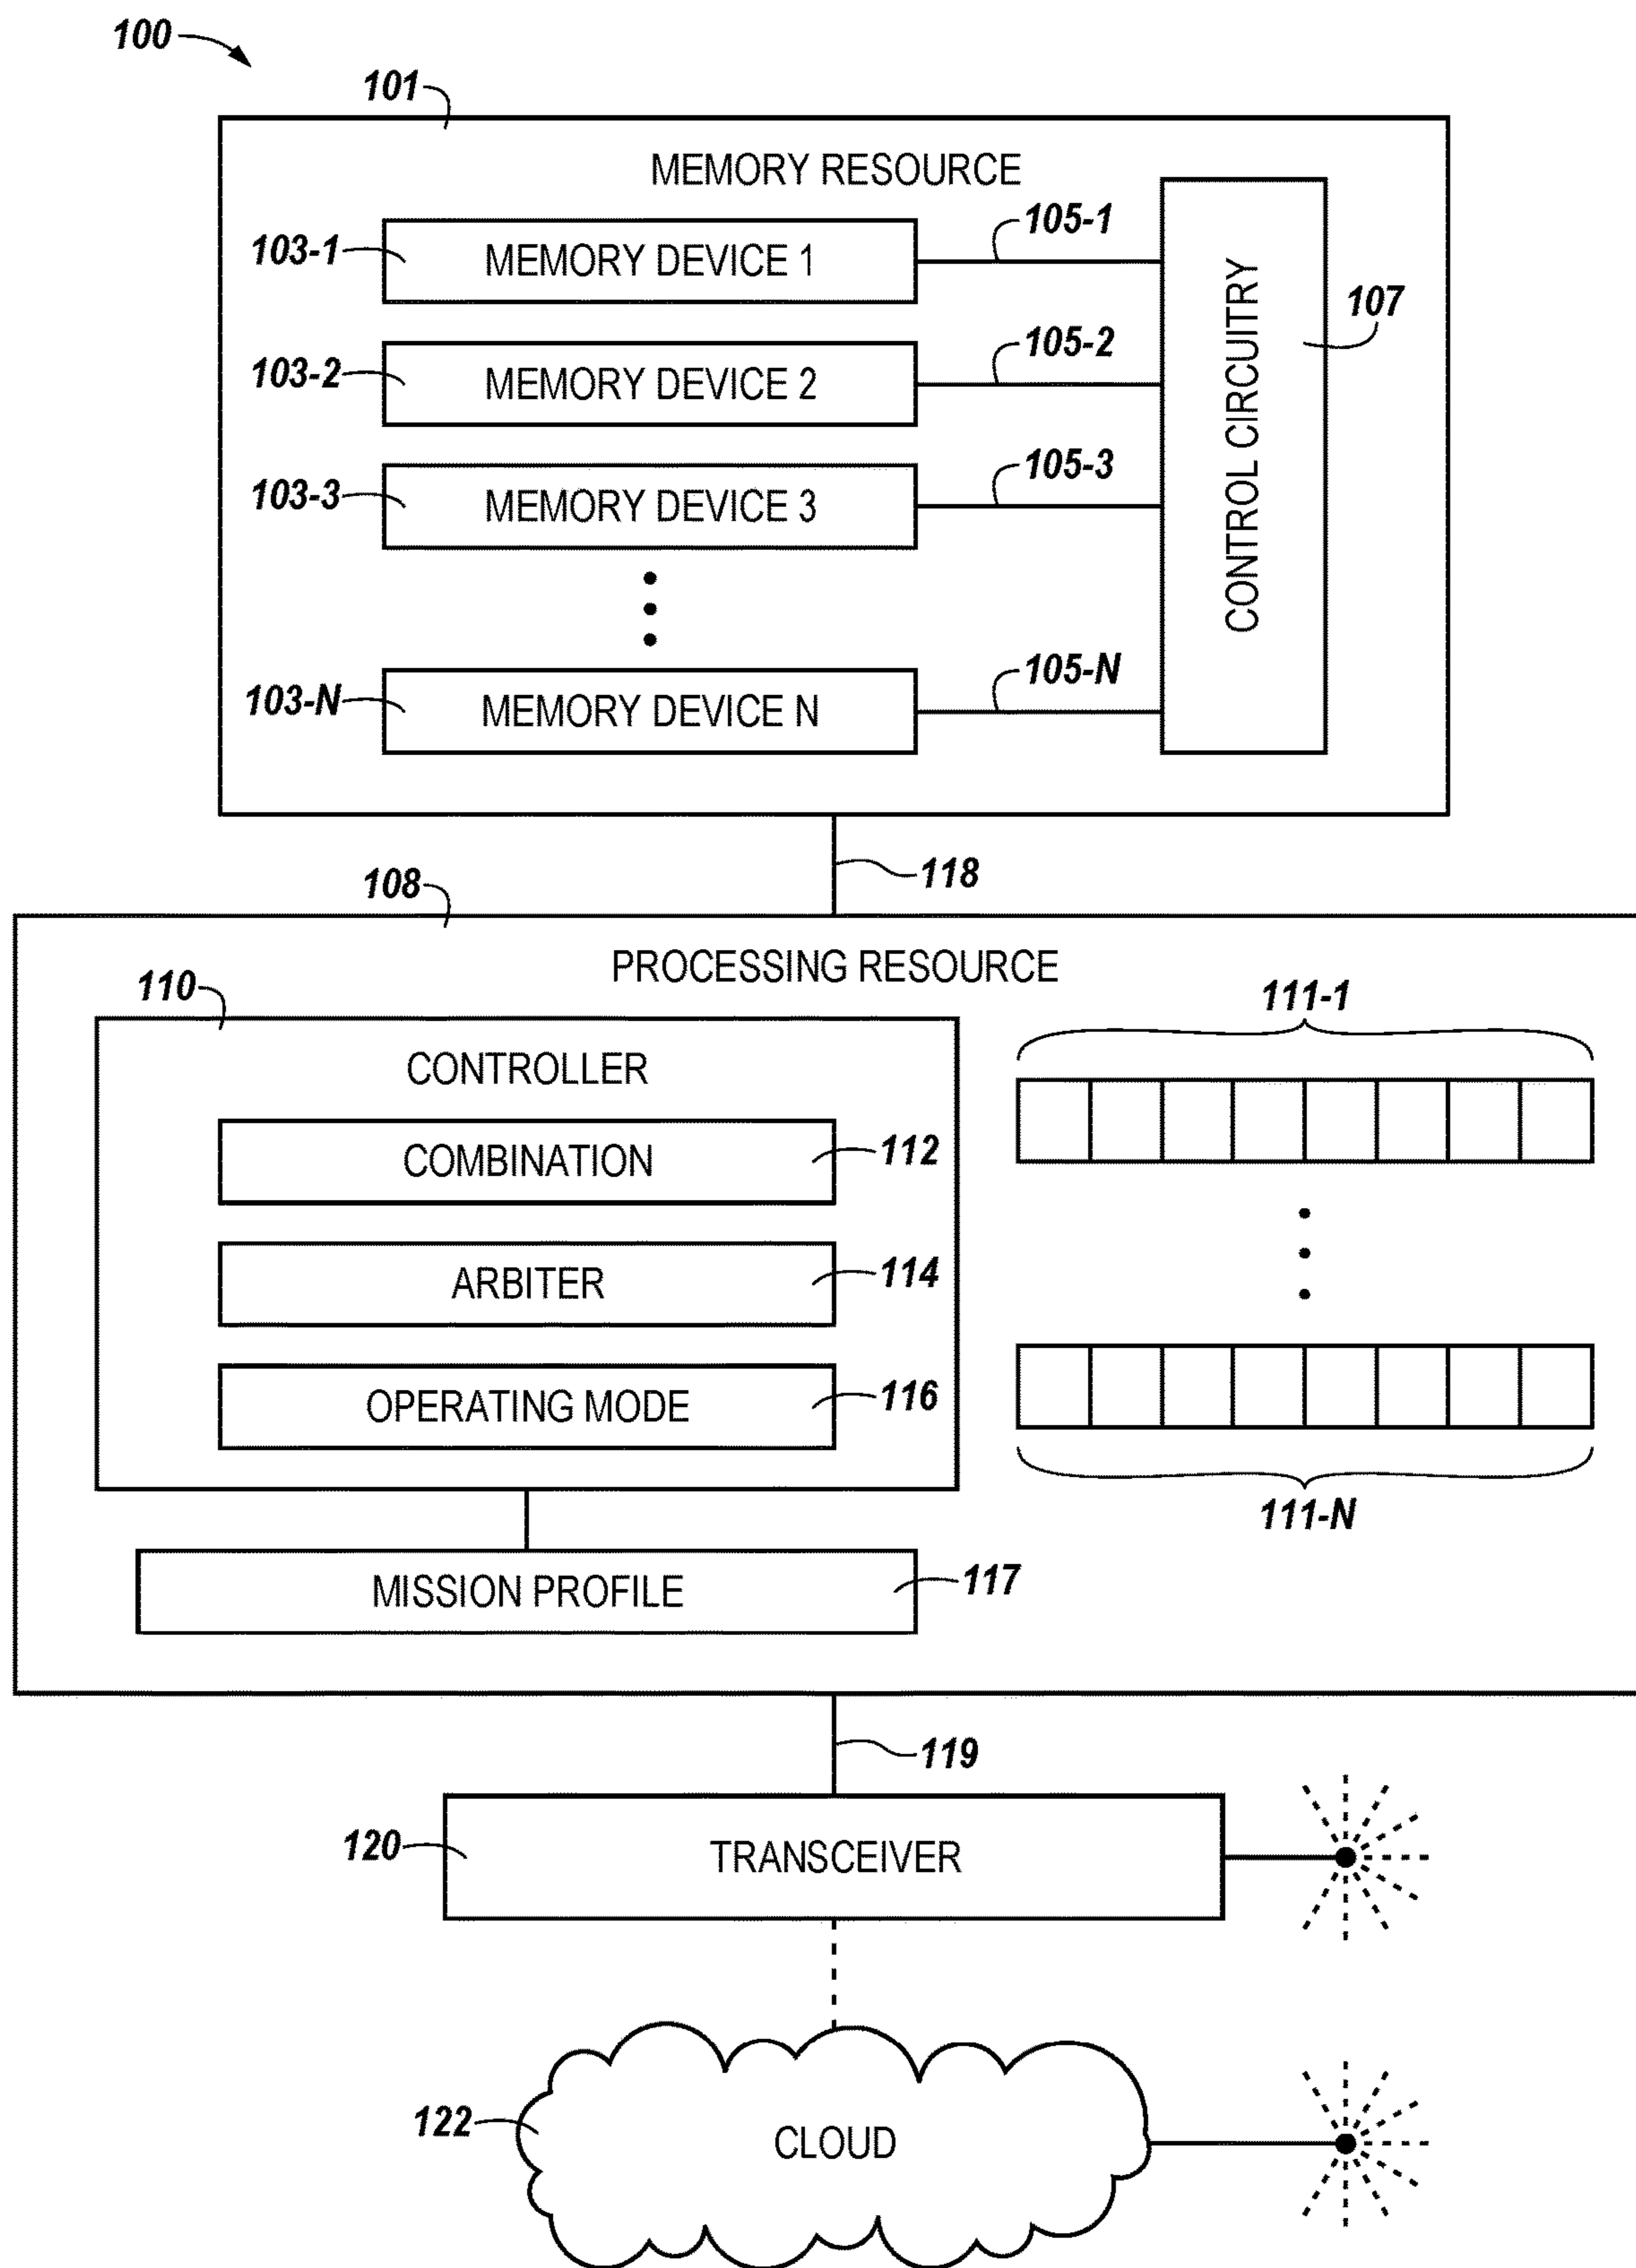 100
101
MEMORY RESOURCE
103-1
MEMORY DEVICE 1
105-1
103-2
MEMORY DEVICE 2
105-2
103-3
MEMORY DEVICE 3
105-3
103-N
MEMORY DEVICE N
105-N
CONTROL CIRCUITRY
107
118
108
PROCESSING RESOURCE
110
CONTROLLER
COMBINATION
112
ARBITER
114
OPERATING MODE
116
MISSION PROFILE
117
111-1
111-N
119
120
TRANSCEIVER
122
CLOUD